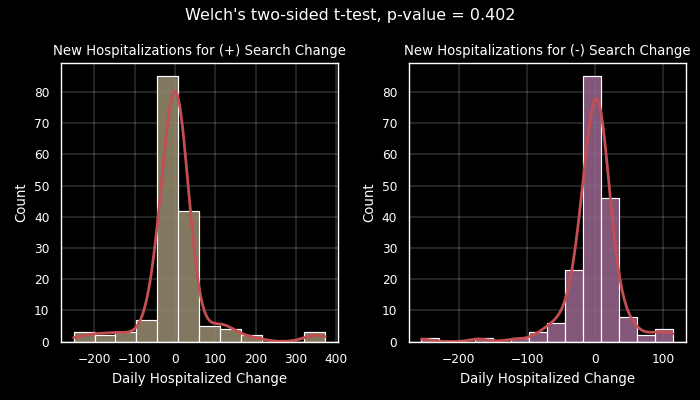 Welch's two-sided t-test, p-value = 0.402
New Hospitalizations for (+) Search Change
New Hospitalizations for (-) Search Change
Count
80
70
60
50
40
30
20
10
0
−200 −100 0 100 200 300 400
Daily Hospitalized Change
Count
80
70
60
50
40
30
20
10
0
−200 −100 0 100
Daily Hospitalized Change